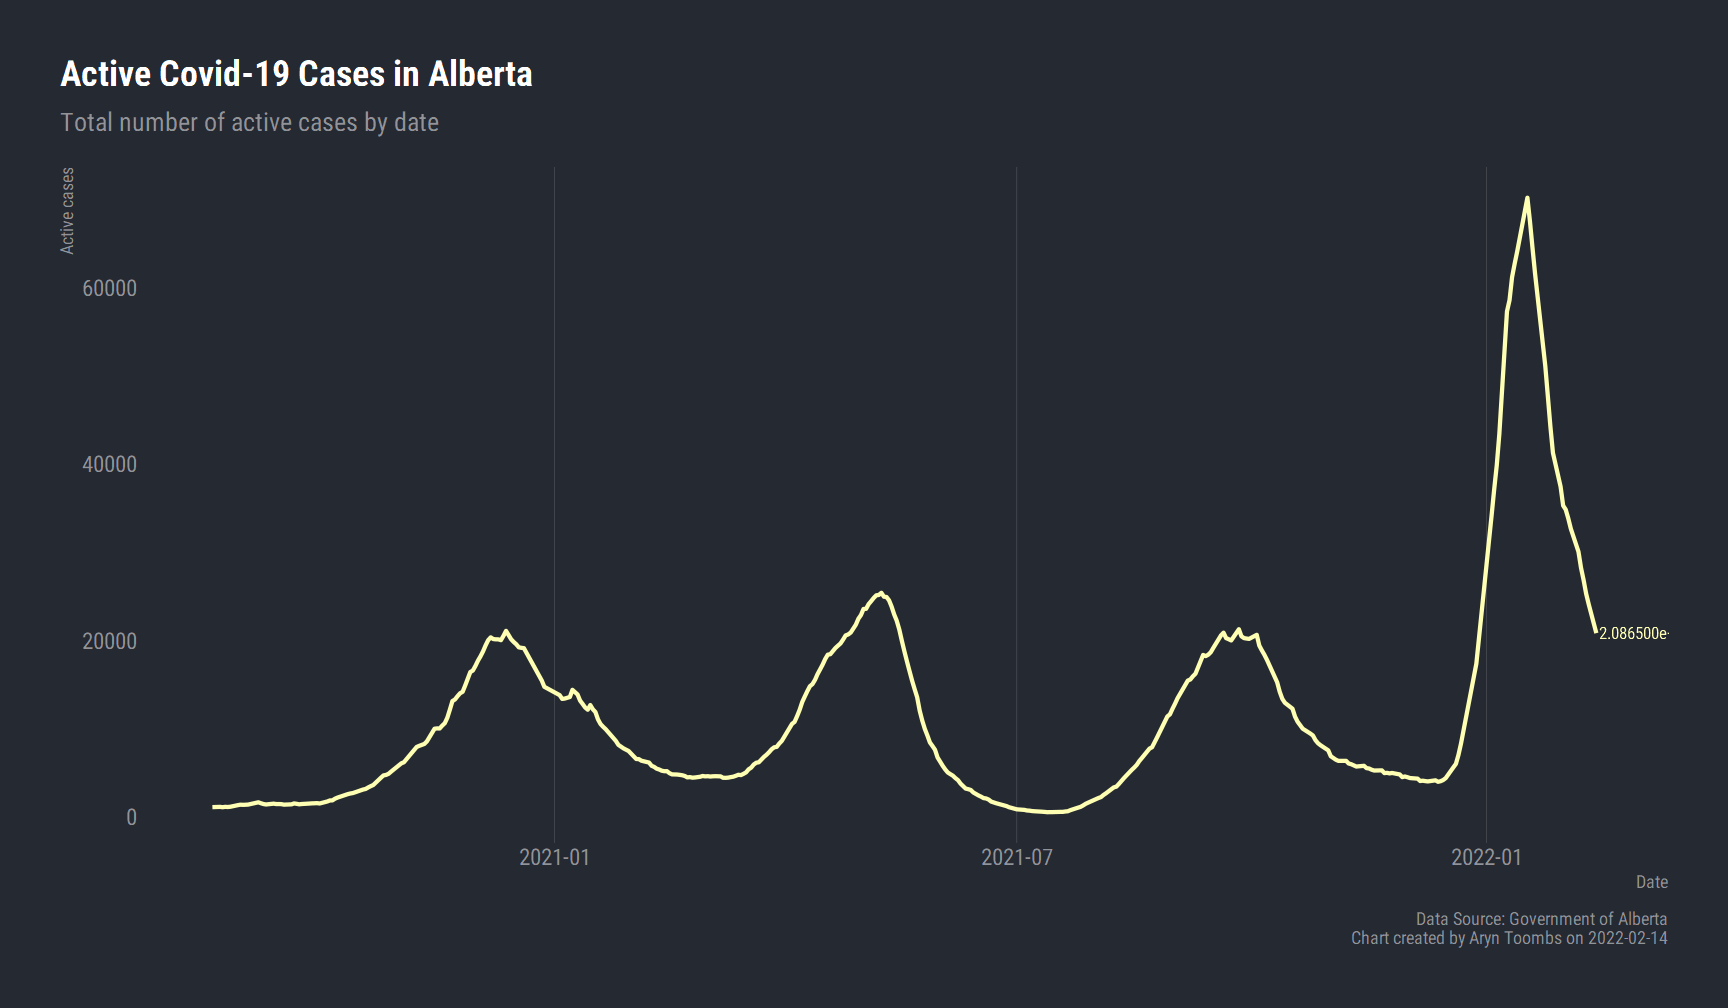 Active Covid-19 Cases in Alberta
Total number of active cases by date
Active cases
60000
40000
20000
0
2.086500e-
2021-01
2021-07
2022-01
Date
Data Source: Government of Alberta
Chart created by Aryn Toombs on 2022-02-14